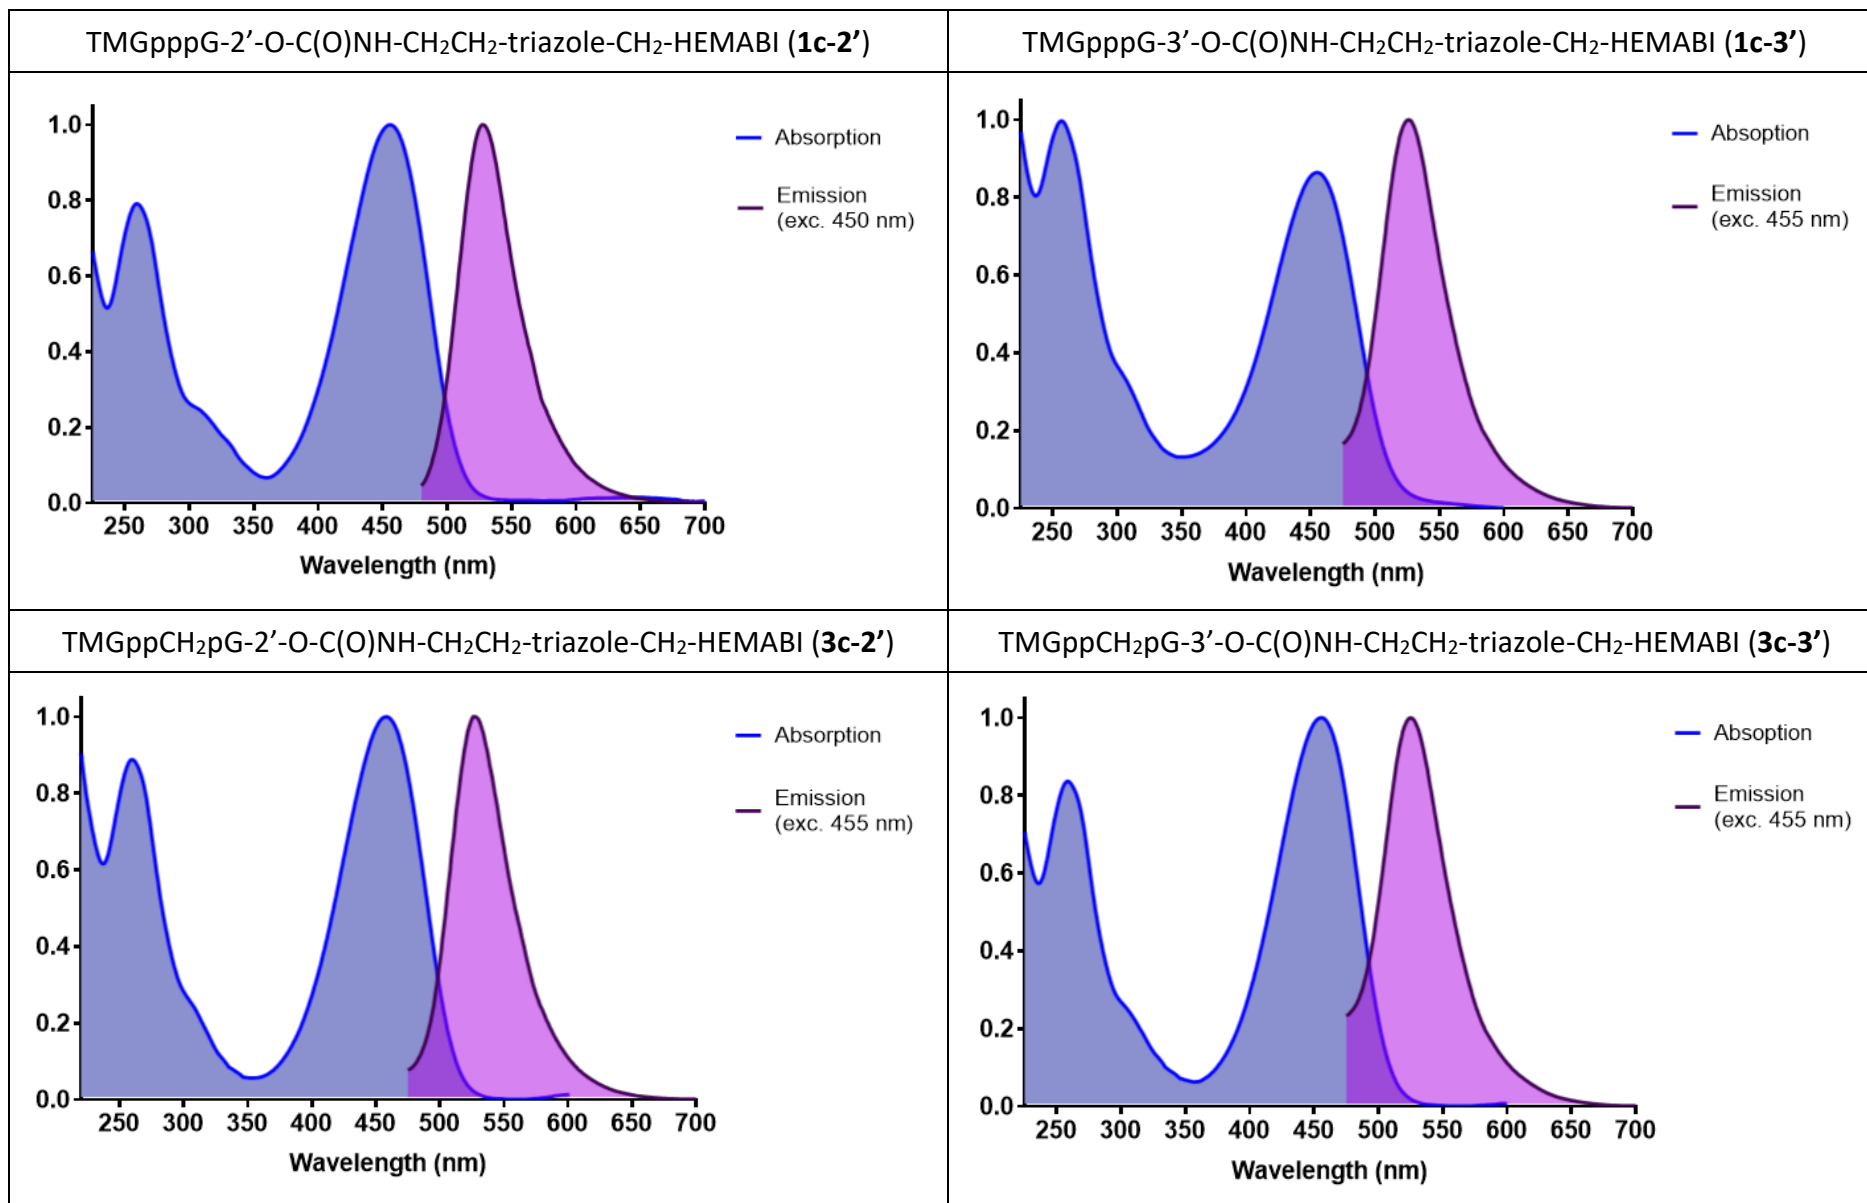 TMGpppG-2’-O-C(O)NH-CH₂CH₂-triazole-CH₂-HEMABI (1c-2’)
TMGpppG-3’-O-C(O)NH-CH₂CH₂-triazole-CH₂-HEMABI (1c-3’)
1.0
0.8
0.6
0.4
0.2
0.0
250 300 350 400 450 500 550 600 650 700
Wavelength (nm)
Absorption
Emission
(exc. 450 nm)
1.0
0.8
0.6
0.4
0.2
0.0
250 300 350 400 450 500 550 600 650 700
Wavelength (nm)
Absoption
Emission
(exc. 455 nm)
TMGppCH₂pG-2’-O-C(O)NH-CH₂CH₂-triazole-CH₂-HEMABI (3c-2’)
TMGppCH₂pG-3’-O-C(O)NH-CH₂CH₂-triazole-CH₂-HEMABI (3c-3’)
1.0
0.8
0.6
0.4
0.2
0.0
250 300 350 400 450 500 550 600 650 700
Wavelength (nm)
Absorption
Emission
(exc. 455 nm)
1.0
0.8
0.6
0.4
0.2
0.0
250 300 350 400 450 500 550 600 650 700
Wavelength (nm)
Absoption
Emission
(exc. 455 nm)